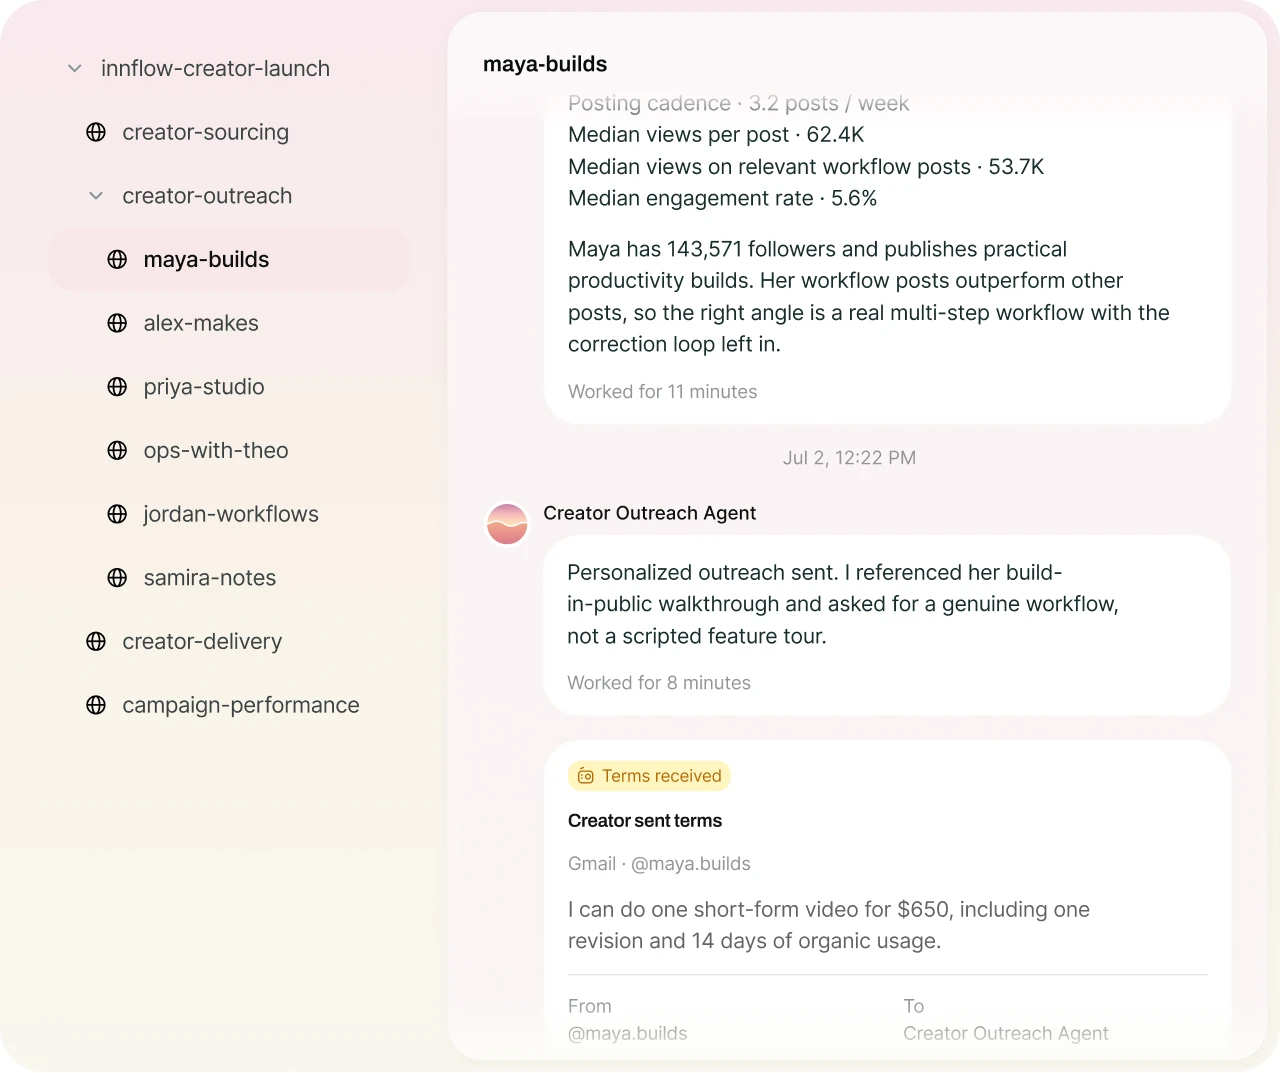 innflow-creator-launch
creator-sourcing
creator-outreach
maya-builds
alex-makes
priya-studio
ops-with-theo
jordan-workflows
samira-notes
creator-delivery
campaign-performance
maya-builds
Posting cadence · 3.2 posts / week
Median views per post · 62.4K
Median views on relevant workflow posts · 53.7K
Median engagement rate · 5.6%
Maya has 143,571 followers and publishes practical
productivity builds. Her workflow posts outperform other
posts, so the right angle is a real multi-step workflow with the
correction loop left in.
Worked for 11 minutes
Jul 2, 12:22 PM
Creator Outreach Agent
Personalized outreach sent. I referenced her build-
in-public walkthrough and asked for a genuine workflow,
not a scripted feature tour.
Worked for 8 minutes
Terms received
Creator sent terms
Gmail · @maya.builds
I can do one short-form video for $650, including one
revision and 14 days of organic usage.
From
To
@maya.builds
Creator Outreach Agent